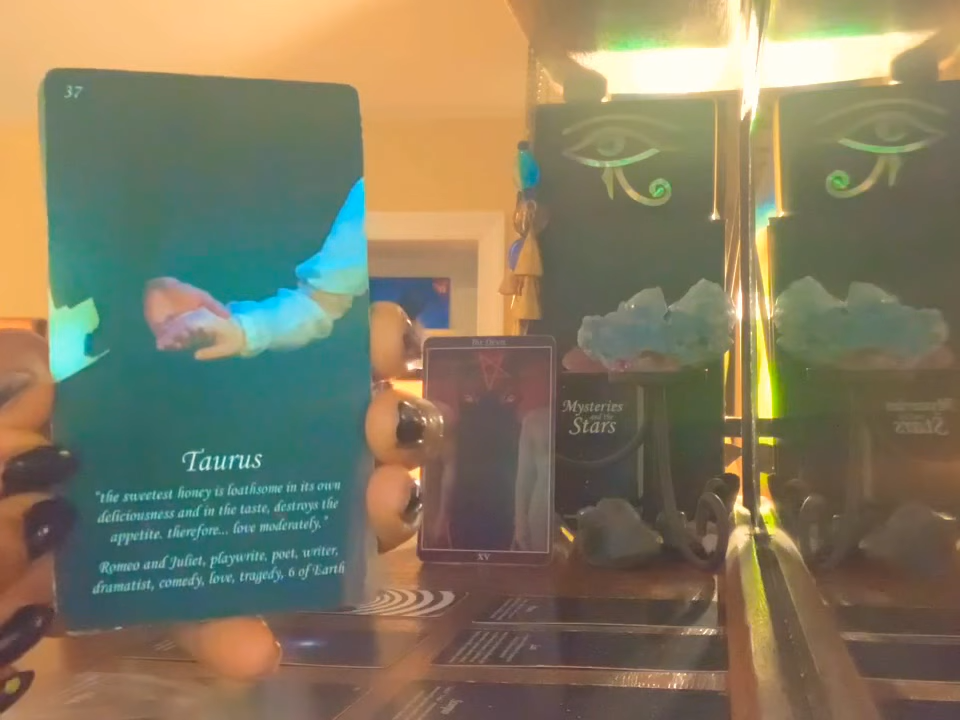 37
Taurus
"the sweetest honey is loathsome in its own
deliciousness and in the taste, destroys the
appetite. therefore... love moderately."
Romeo and Juliet, playwrite, poet, writer,
dramatist, comedy, love, tragedy, 6 of Earth
The Devil
XV
Mysteries
and the
Stars